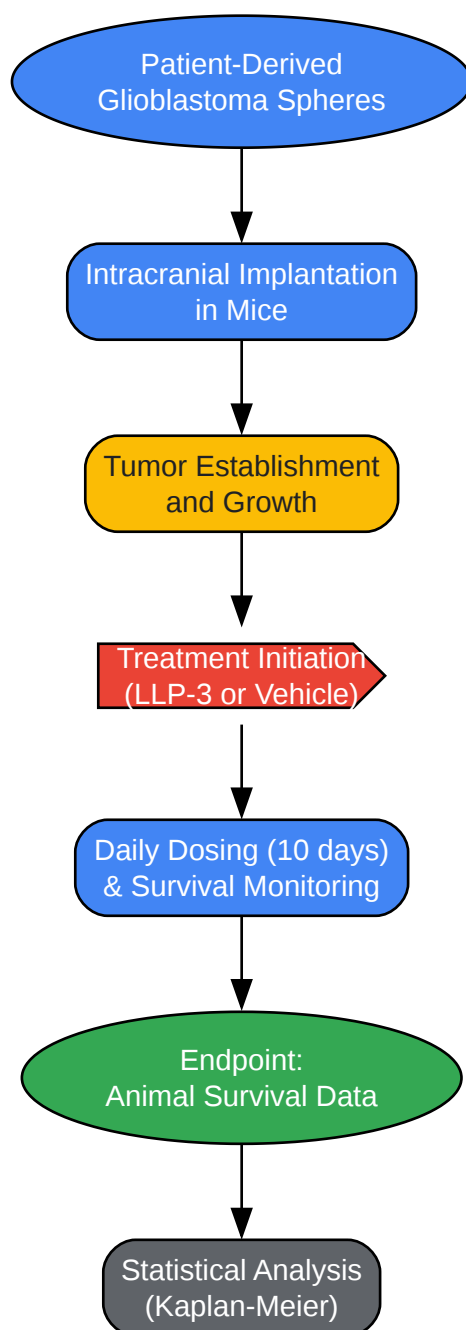 Patient-Derived
Glioblastoma Spheres
Intracranial Implantation
in Mice
Tumor Establishment
and Growth
Treatment Initiation
(LLP-3 or Vehicle)
Daily Dosing (10 days)
& Survival Monitoring
Endpoint:
Animal Survival Data
Statistical Analysis
(Kaplan-Meier)